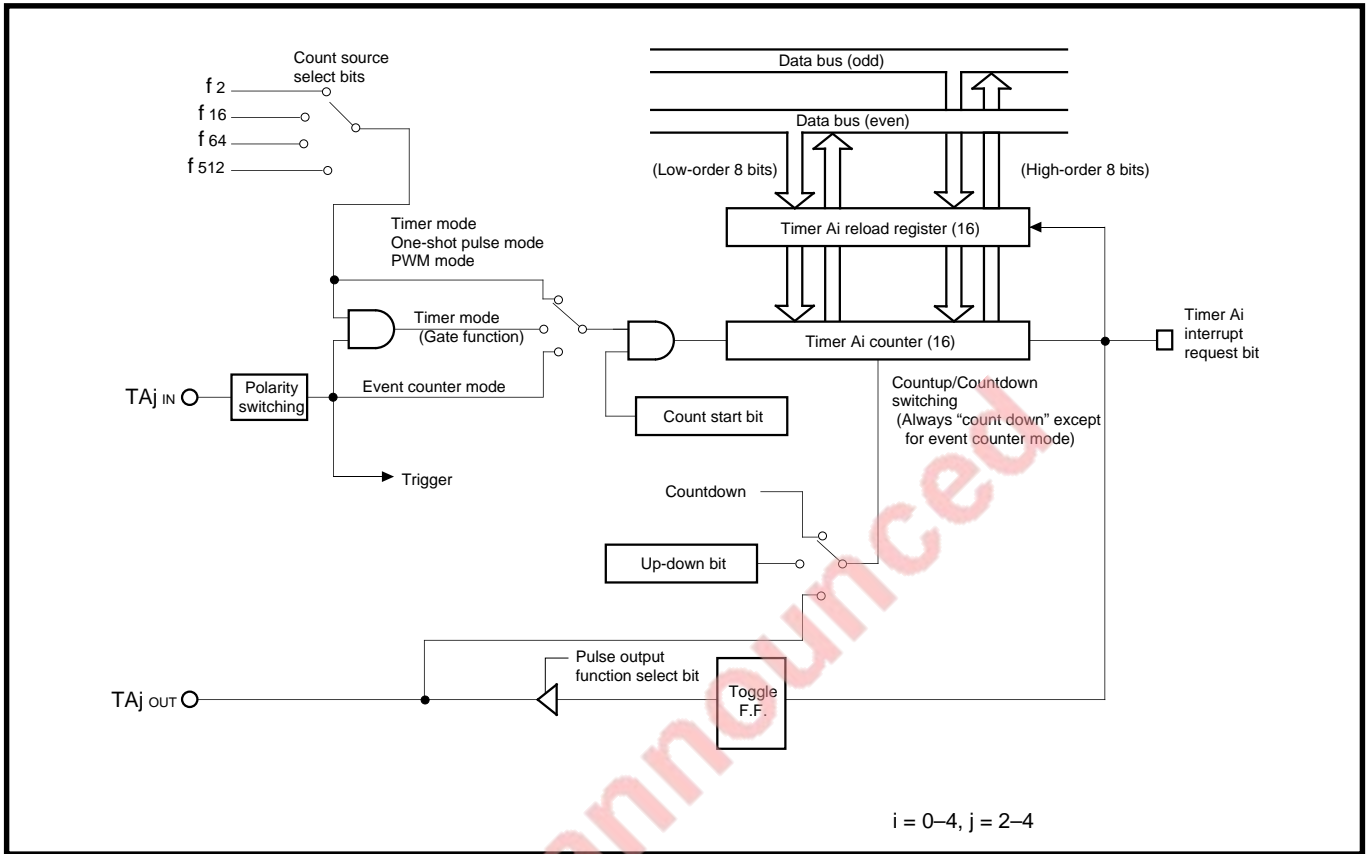 Count source
select bits
f 2
f 16
f 64
f 512
Data bus (odd)
Data bus (even)
(Low-order 8 bits)
(High-order 8 bits)
Timer Ai reload register (16)
Timer mode
One-shot pulse mode
PWM mode
Timer mode
(Gate function)
Timer Ai counter (16)
Timer Ai
interrupt
request bit
TAj IN
Polarity
switching
Event counter mode
Count start bit
Countup/Countdown
switching
(Always “count down” except
for event counter mode)
Trigger
Countdown
Up-down bit
Pulse output
function select bit
Toggle
F.F.
TAj OUT
i = 0–4, j = 2–4
announced